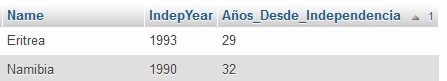 Name IndepYear Años_Desde_Independencia 1
Eritrea 1993 29
Namibia 1990 32